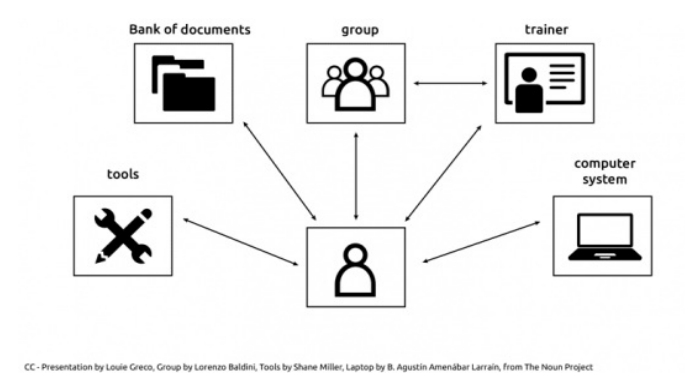 Bank of documents
group
trainer
tools
computer
system
CC - Presentation by Louie Greco, Group by Lorenzo Baldini, Tools by Shane Miller, Laptop by B. Agustín Amenábar Larraín, from The Noun Project